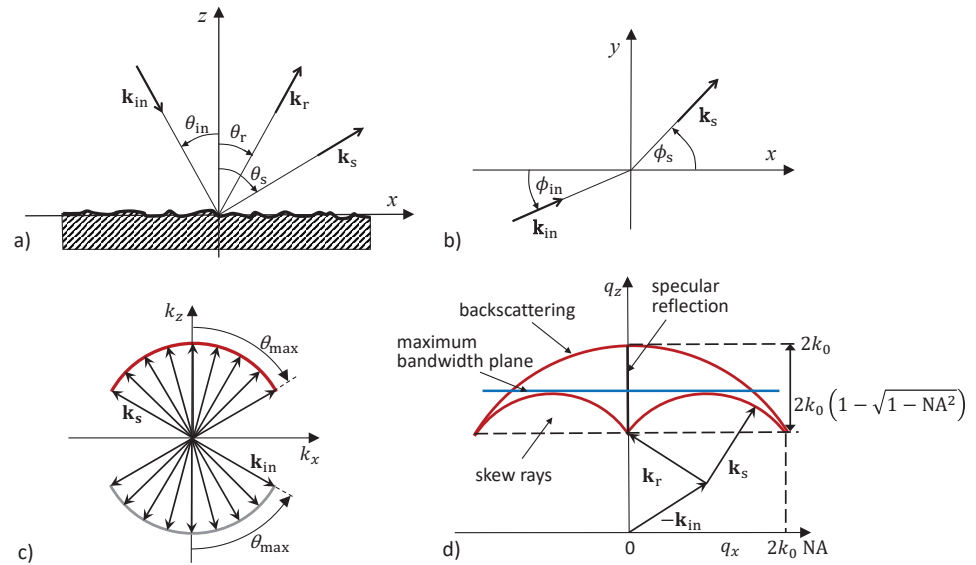 z
k_in
θ_in
θ_r
k_r
θ_s
k_s
x
a)
y
k_s
ϕ_s
x
ϕ_in
k_in
b)
k_z
θ_max
k_s
k_x
k_in
θ_max
c)
q_z
specular
reflection
backscattering
maximum
bandwidth plane
2k_0
2k_0 (1 − √(1 − NA²))
skew rays
k_r
k_s
−k_in
d)
0
q_x
2k_0 NA